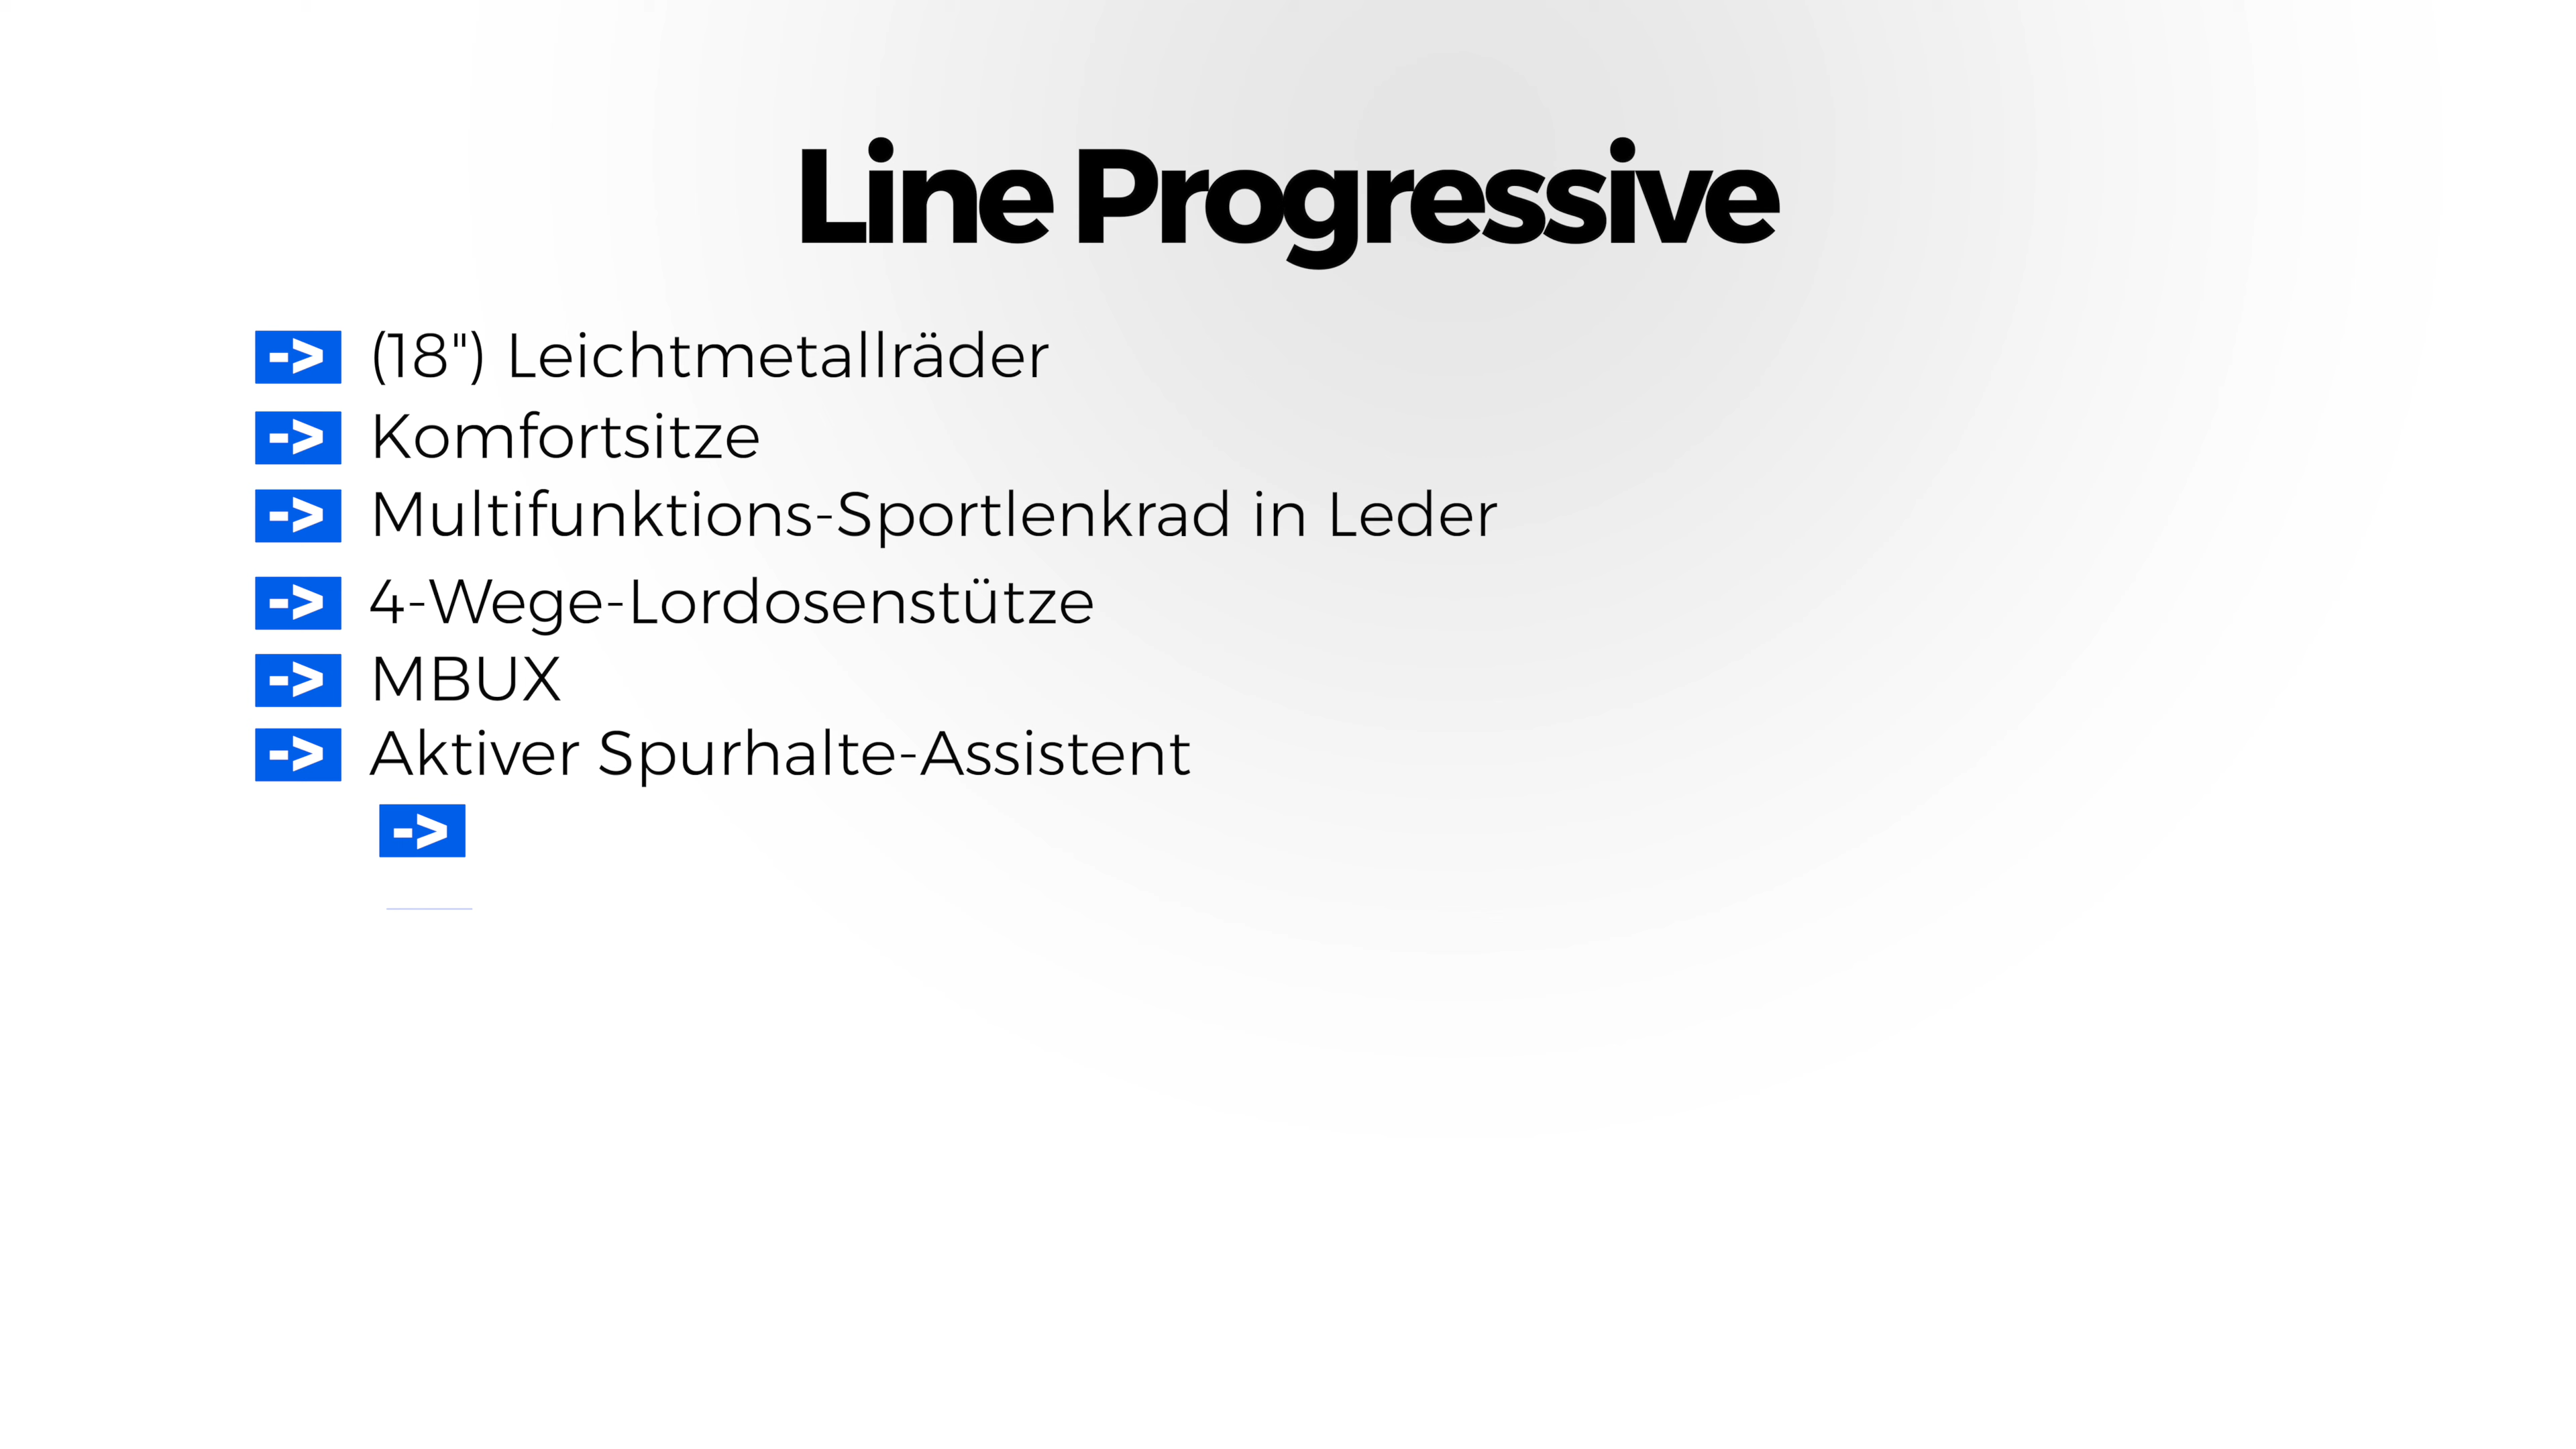 Line Progressive
-> (18") Leichtmetallräder
-> Komfortsitze
-> Multifunktions-Sportlenkrad in Leder
-> 4-Wege-Lordosenstütze
-> MBUX
-> Aktiver Spurhalte-Assistent
->